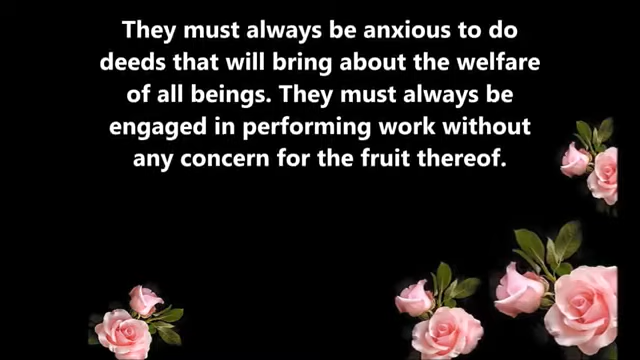 They must always be anxious to do
deeds that will bring about the welfare
of all beings. They must always be
engaged in performing work without
any concern for the fruit thereof.